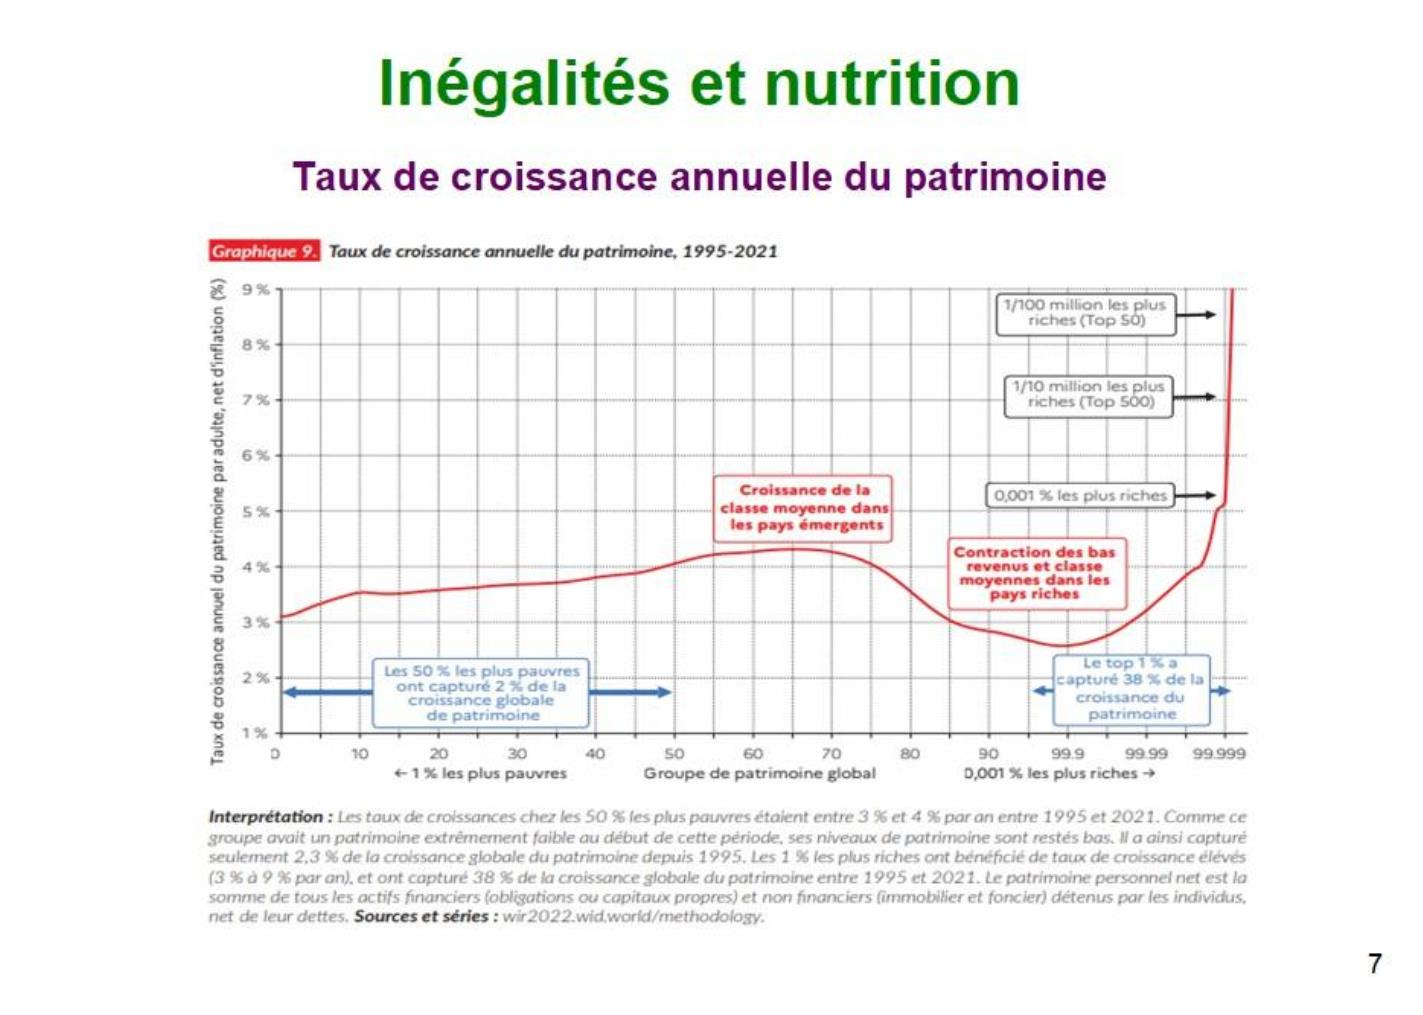 Inégalités et nutrition
Taux de croissance annuelle du patrimoine
Graphique 9. Taux de croissance annuelle du patrimoine, 1995-2021
Taux de croissance annuel du patrimoine par adulte, net d'inflation (%)
9 %
8 %
7 %
6 %
5 %
4 %
3 %
2 %
1 %
1/100 million les plus
riches (Top 50)
1/10 million les plus
riches (Top 500)
0,001 % les plus riches
Croissance de la
classe moyenne dans
les pays émergents
Contraction des bas
revenus et classe
moyennes dans les
pays riches
Les 50 % les plus pauvres
ont capturé 2 % de la
croissance globale
de patrimoine
Le top 1 % a
capturé 38 % de la
croissance du
patrimoine
0 10 20 30 40 50 60 70 80 90 99.9 99.99 99.999
← 1 % les plus pauvres Groupe de patrimoine global 0,001 % les plus riches →
Interprétation : Les taux de croissances chez les 50 % les plus pauvres étaient entre 3 % et 4 % par an entre 1995 et 2021. Comme ce
groupe avait un patrimoine extrêmement faible au début de cette période, ses niveaux de patrimoine sont restés bas. Il a ainsi capturé
seulement 2,3 % de la croissance globale du patrimoine depuis 1995. Les 1 % les plus riches ont bénéficié de taux de croissance élévés
(3 % à 9 % par an), et ont capturé 38 % de la croissance globale du patrimoine entre 1995 et 2021. Le patrimoine personnel net est la
somme de tous les actifs financiers (obligations ou capitaux propres) et non financiers (immobilier et foncier) détenus par les individus,
net de leur dettes. Sources et séries : wir2022.wid.world/methodology.
7